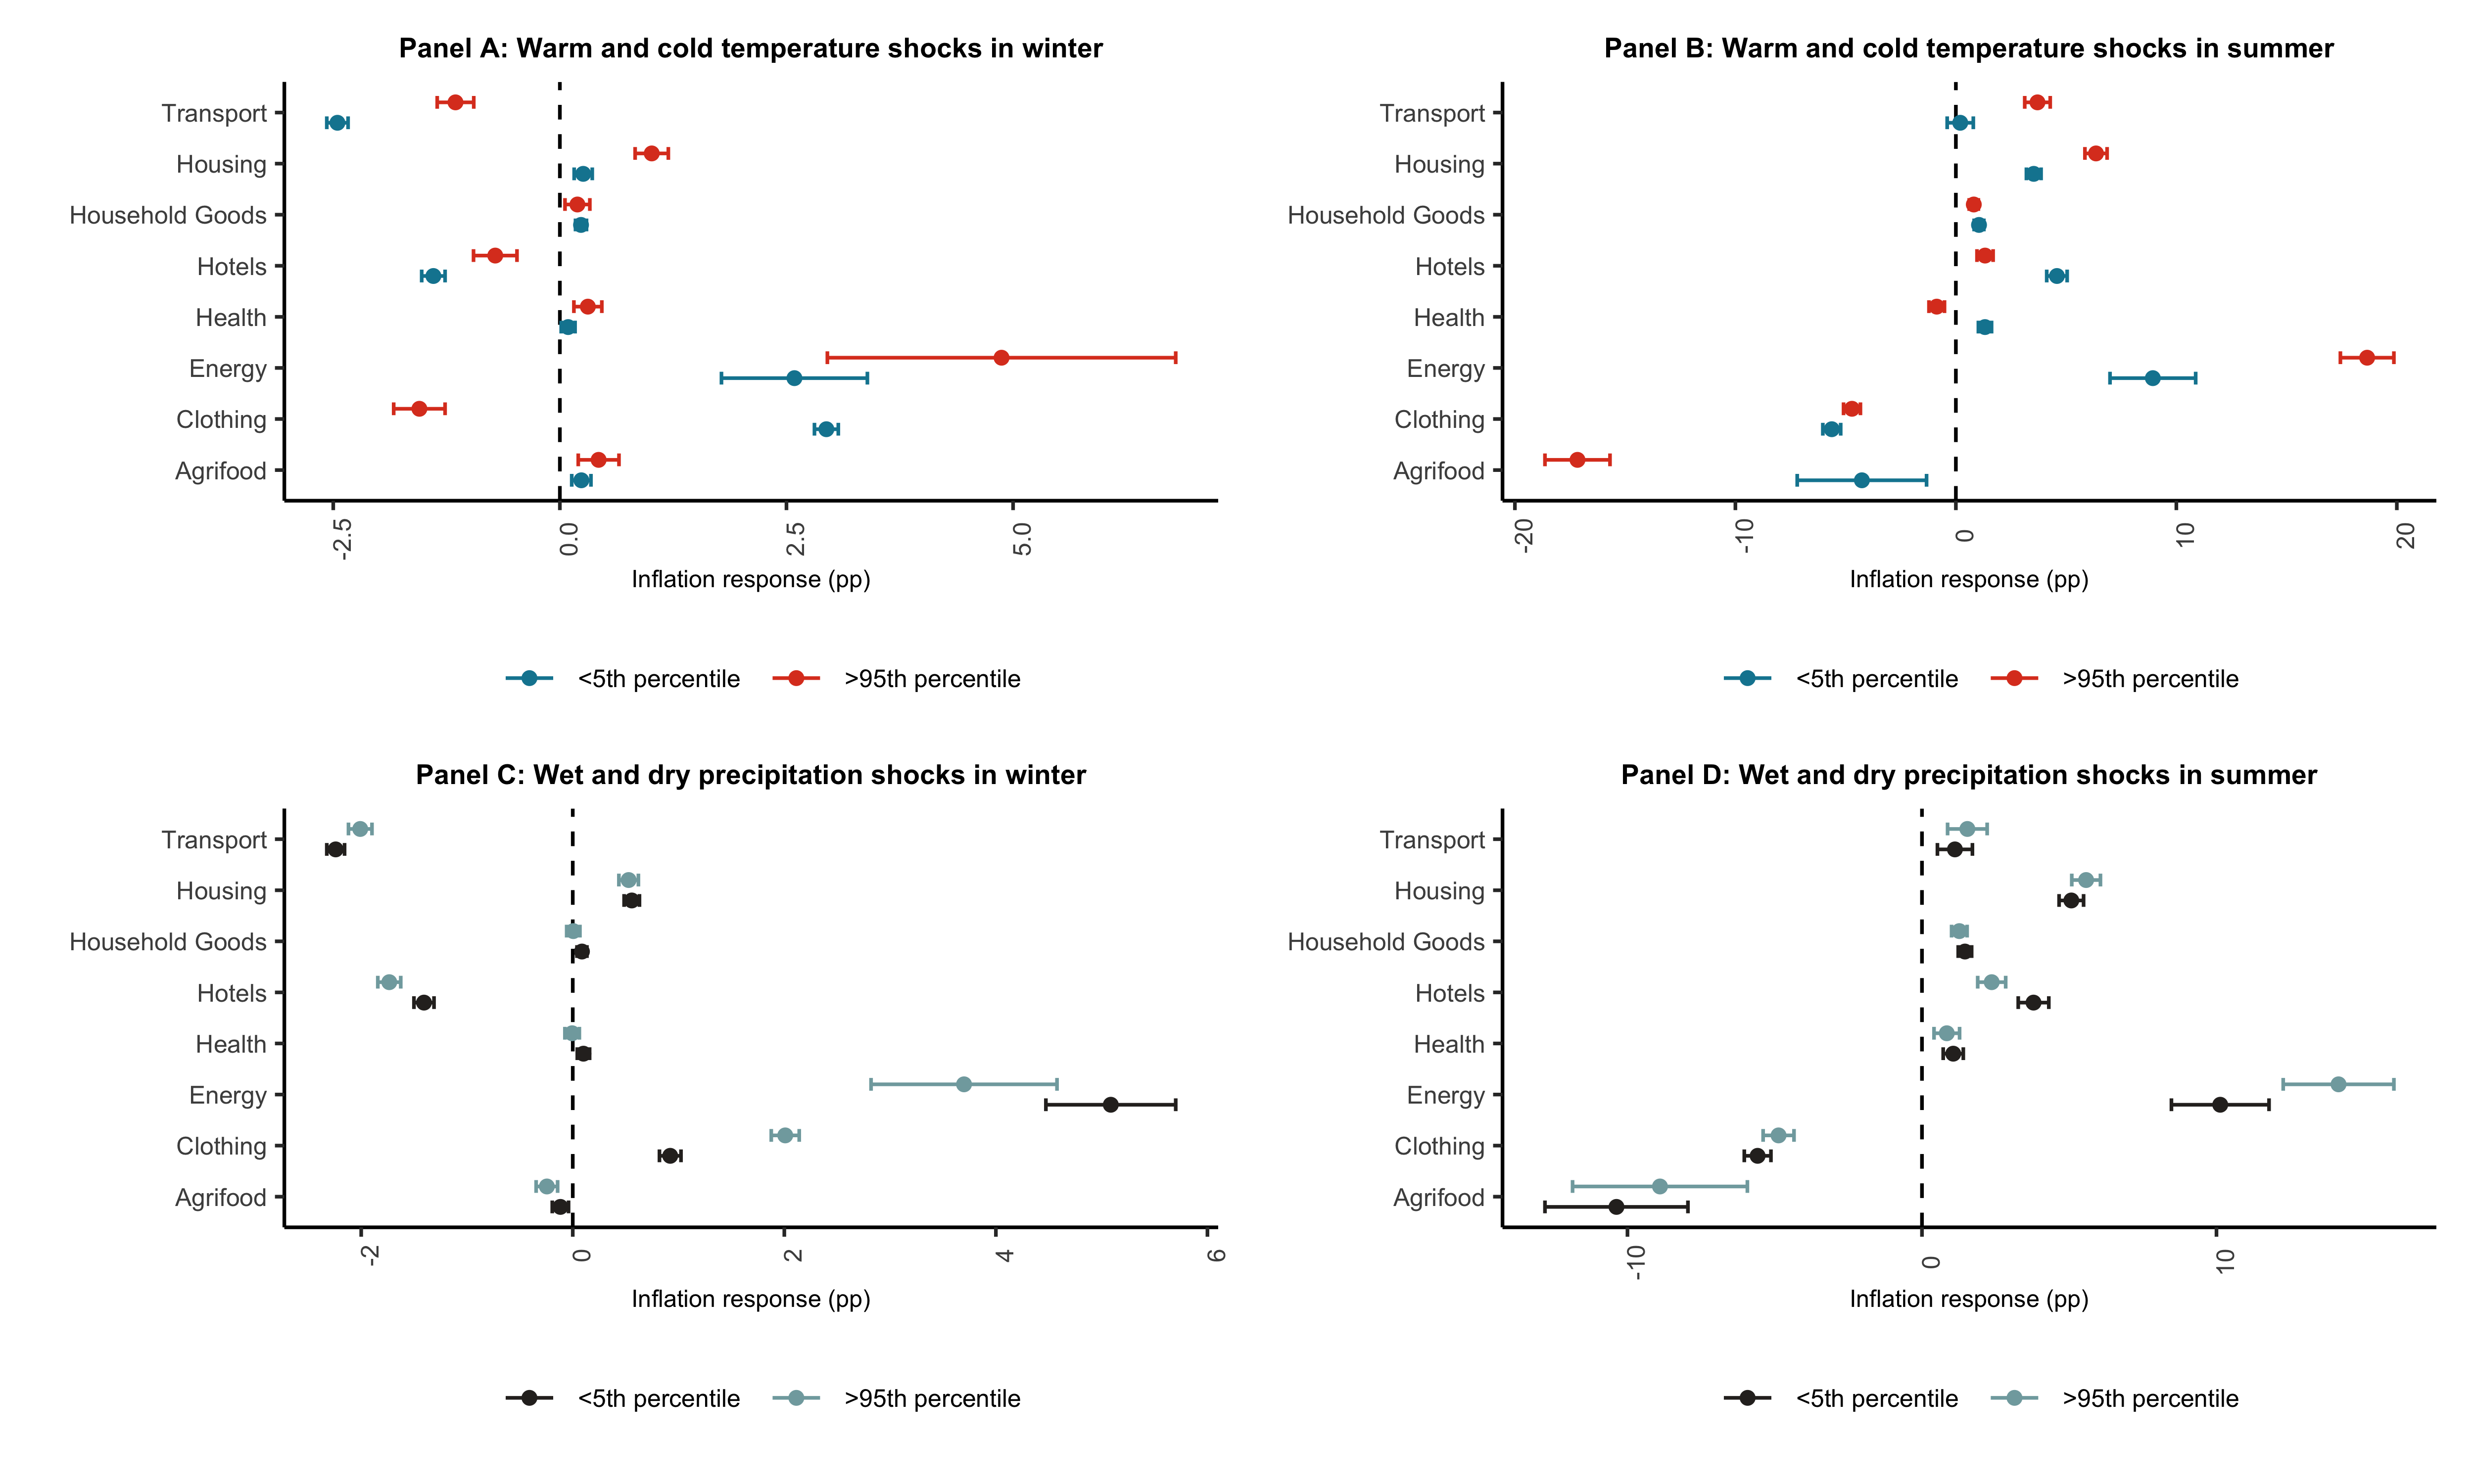 Panel A: Warm and cold temperature shocks in winter
Transport
Housing
Household Goods
Hotels
Health
Energy
Clothing
Agrifood
-2.5
0.0
2.5
5.0
Inflation response (pp)
<5th percentile
>95th percentile
Panel B: Warm and cold temperature shocks in summer
Transport
Housing
Household Goods
Hotels
Health
Energy
Clothing
Agrifood
-20
-10
0
10
20
Inflation response (pp)
<5th percentile
>95th percentile
Panel C: Wet and dry precipitation shocks in winter
Transport
Housing
Household Goods
Hotels
Health
Energy
Clothing
Agrifood
-2
0
2
4
6
Inflation response (pp)
<5th percentile
>95th percentile
Panel D: Wet and dry precipitation shocks in summer
Transport
Housing
Household Goods
Hotels
Health
Energy
Clothing
Agrifood
-10
0
10
Inflation response (pp)
<5th percentile
>95th percentile